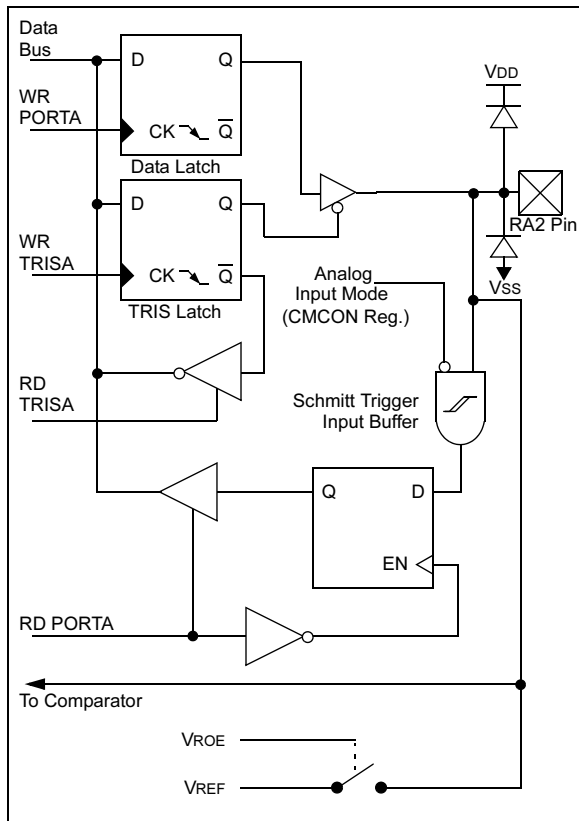 Data
Bus
D
Q
VDD
WR
PORTA
CK
Q
Data Latch
D
Q
RA2 Pin
WR
TRISA
CK
Q
VSS
TRIS Latch
Analog
Input Mode
(CMCON Reg.)
RD
TRISA
Schmitt Trigger
Input Buffer
Q
D
EN
RD PORTA
To Comparator
VROE
VREF